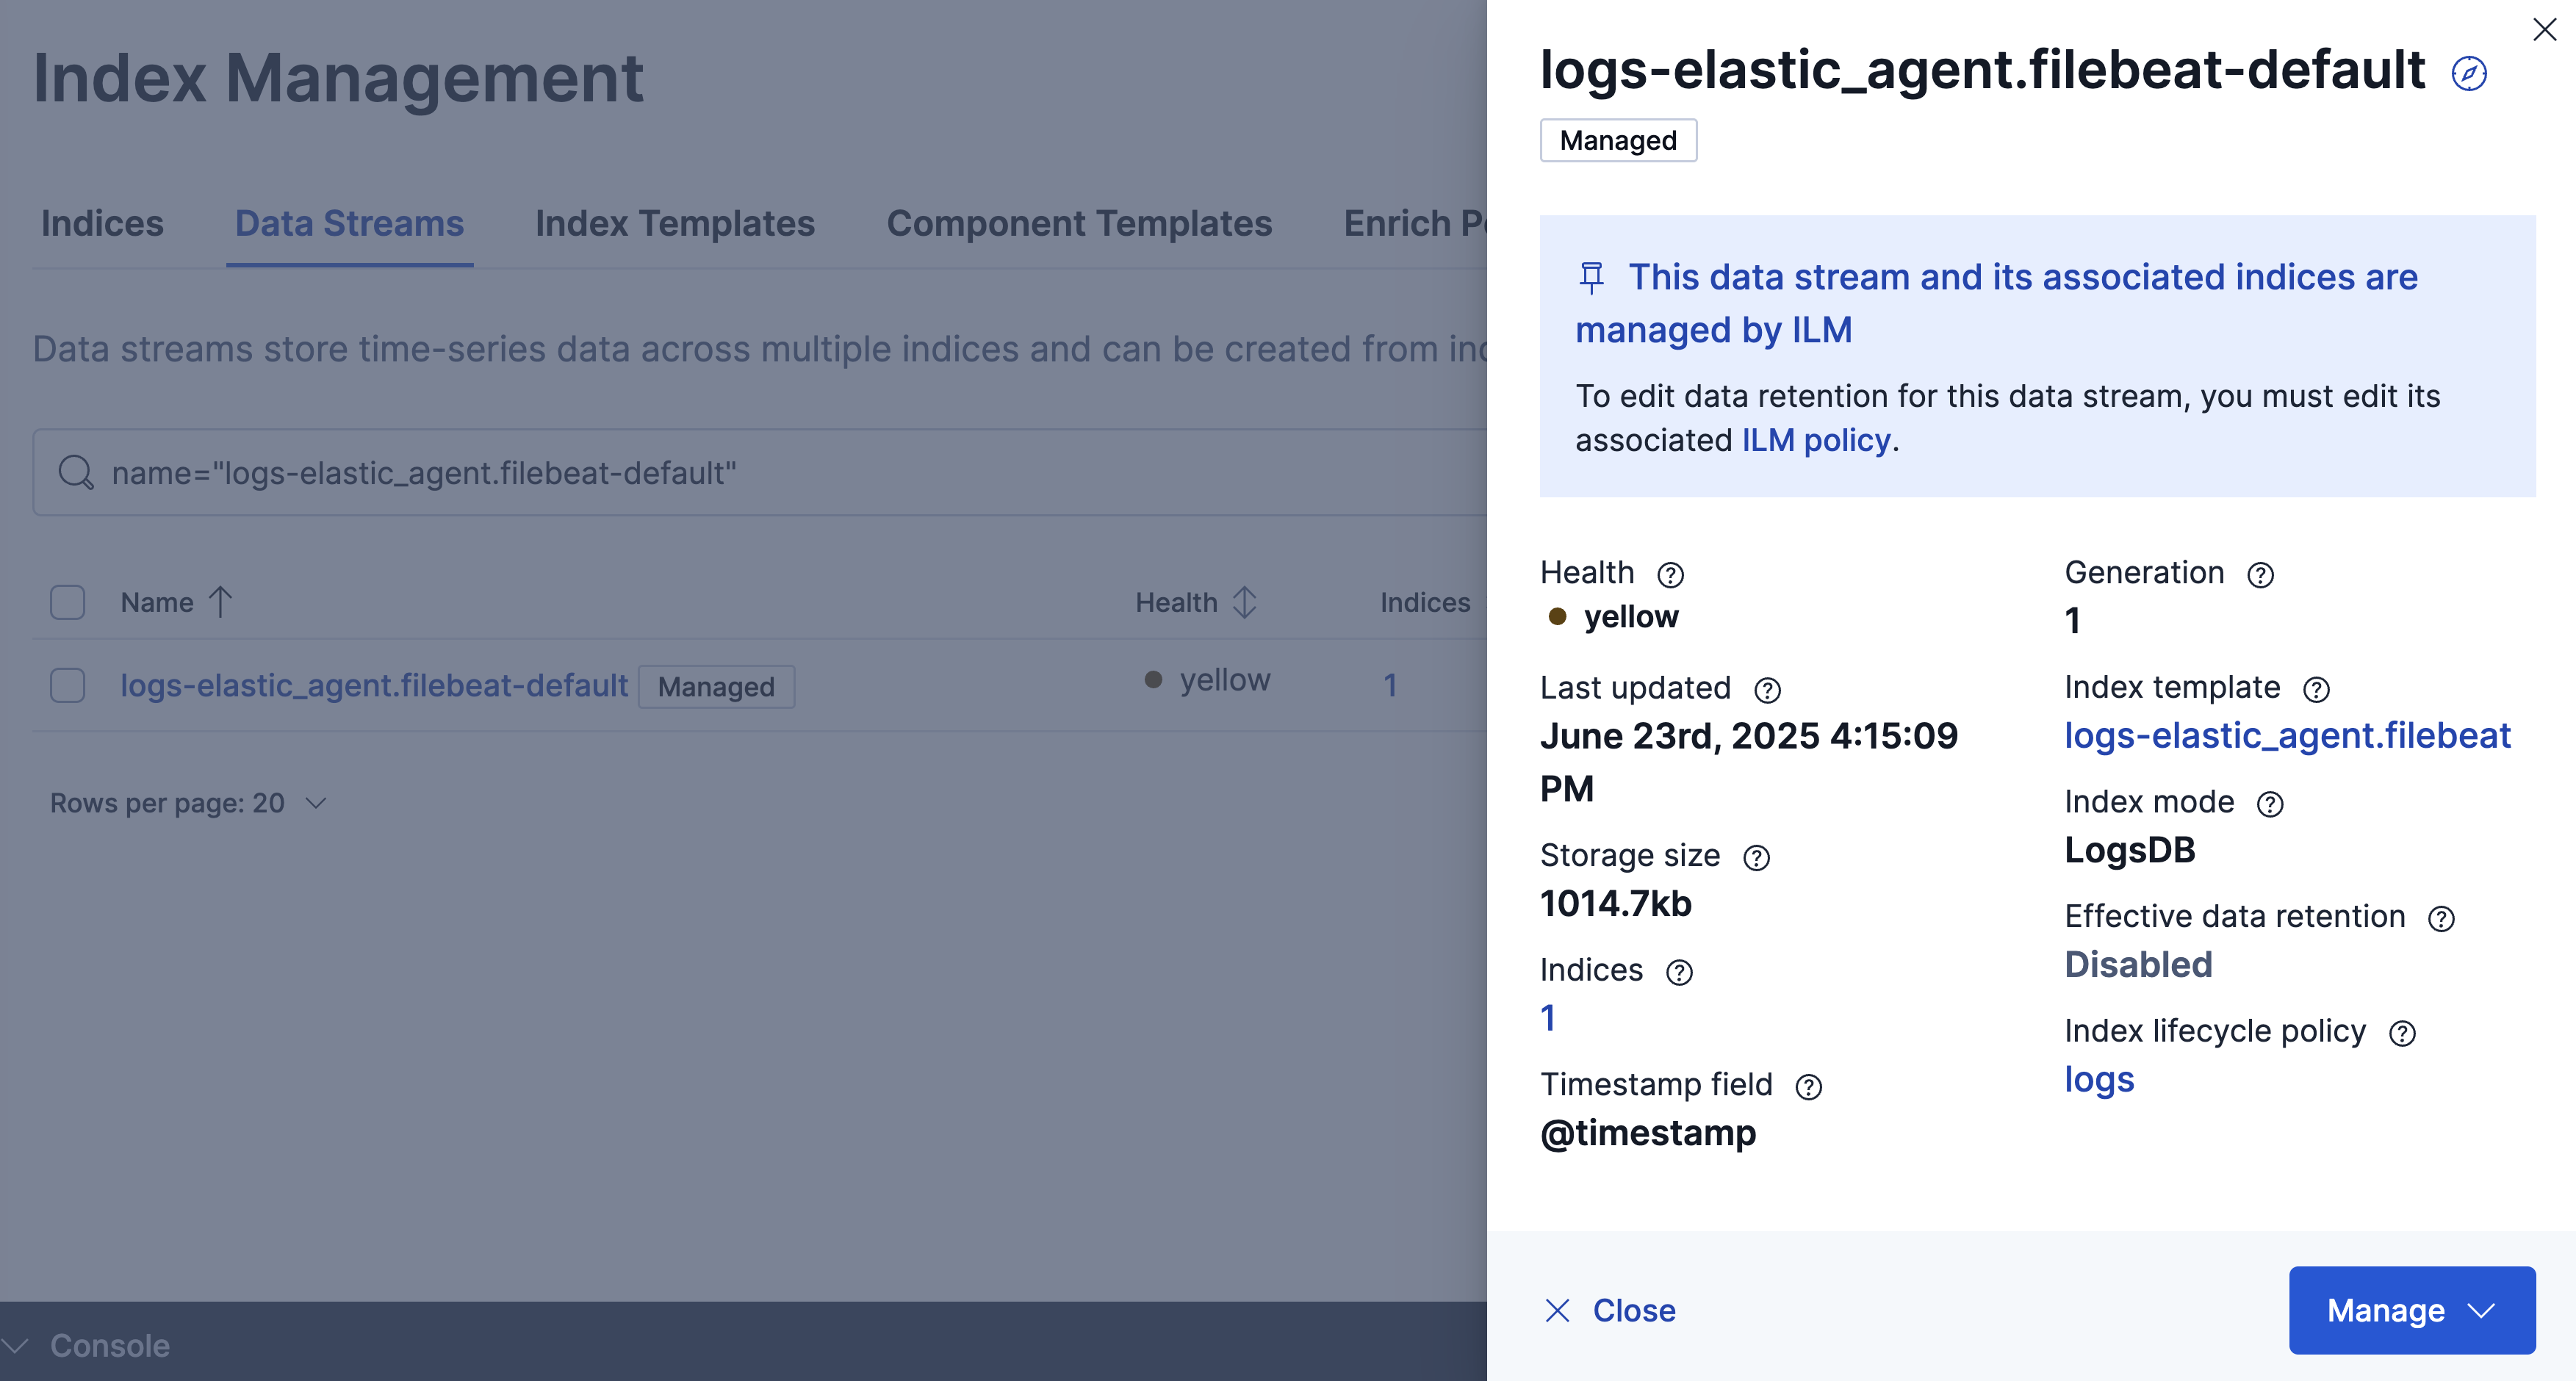 Index Management
Indices
Data Streams
Index Templates
Component Templates
Enrich
Data streams store time-series data across multiple indices and can be created from
name="logs-elastic_agent.filebeat-default"
Name
Health
Indices
logs-elastic_agent.filebeat-default
Managed
yellow
1
Rows per page: 20
Console
logs-elastic_agent.filebeat-default
Managed
This data stream and its associated indices are
managed by ILM
To edit data retention for this data stream, you must edit its
associated ILM policy.
Health
yellow
Last updated
June 23rd, 2025 4:15:09
PM
Storage size
1014.7kb
Indices
1
Timestamp field
@timestamp
Generation
1
Index template
logs-elastic_agent.filebeat
Index mode
LogsDB
Effective data retention
Disabled
Index lifecycle policy
logs
Close
Manage